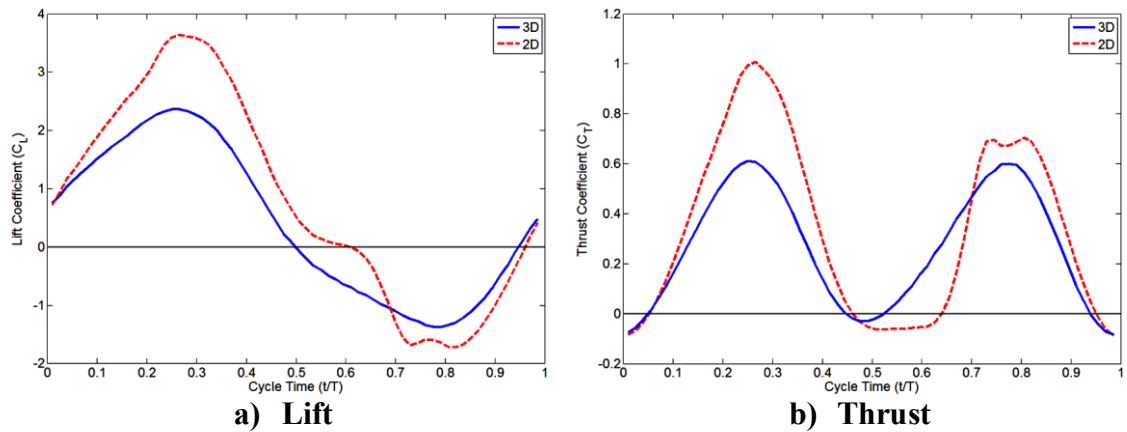 4
3
2
1
0
-1
-2
Lift Coefficient (C_L)
3D
2D
0 0.1 0.2 0.3 0.4 0.5 0.6 0.7 0.8 0.9 1
Cycle Time (t/T)
a) Lift
1.2
1
0.8
0.6
0.4
0.2
0
-0.2
Thrust Coefficient (C_T)
3D
2D
0 0.1 0.2 0.3 0.4 0.5 0.6 0.7 0.8 0.9 1
Cycle Time (t/T)
b) Thrust